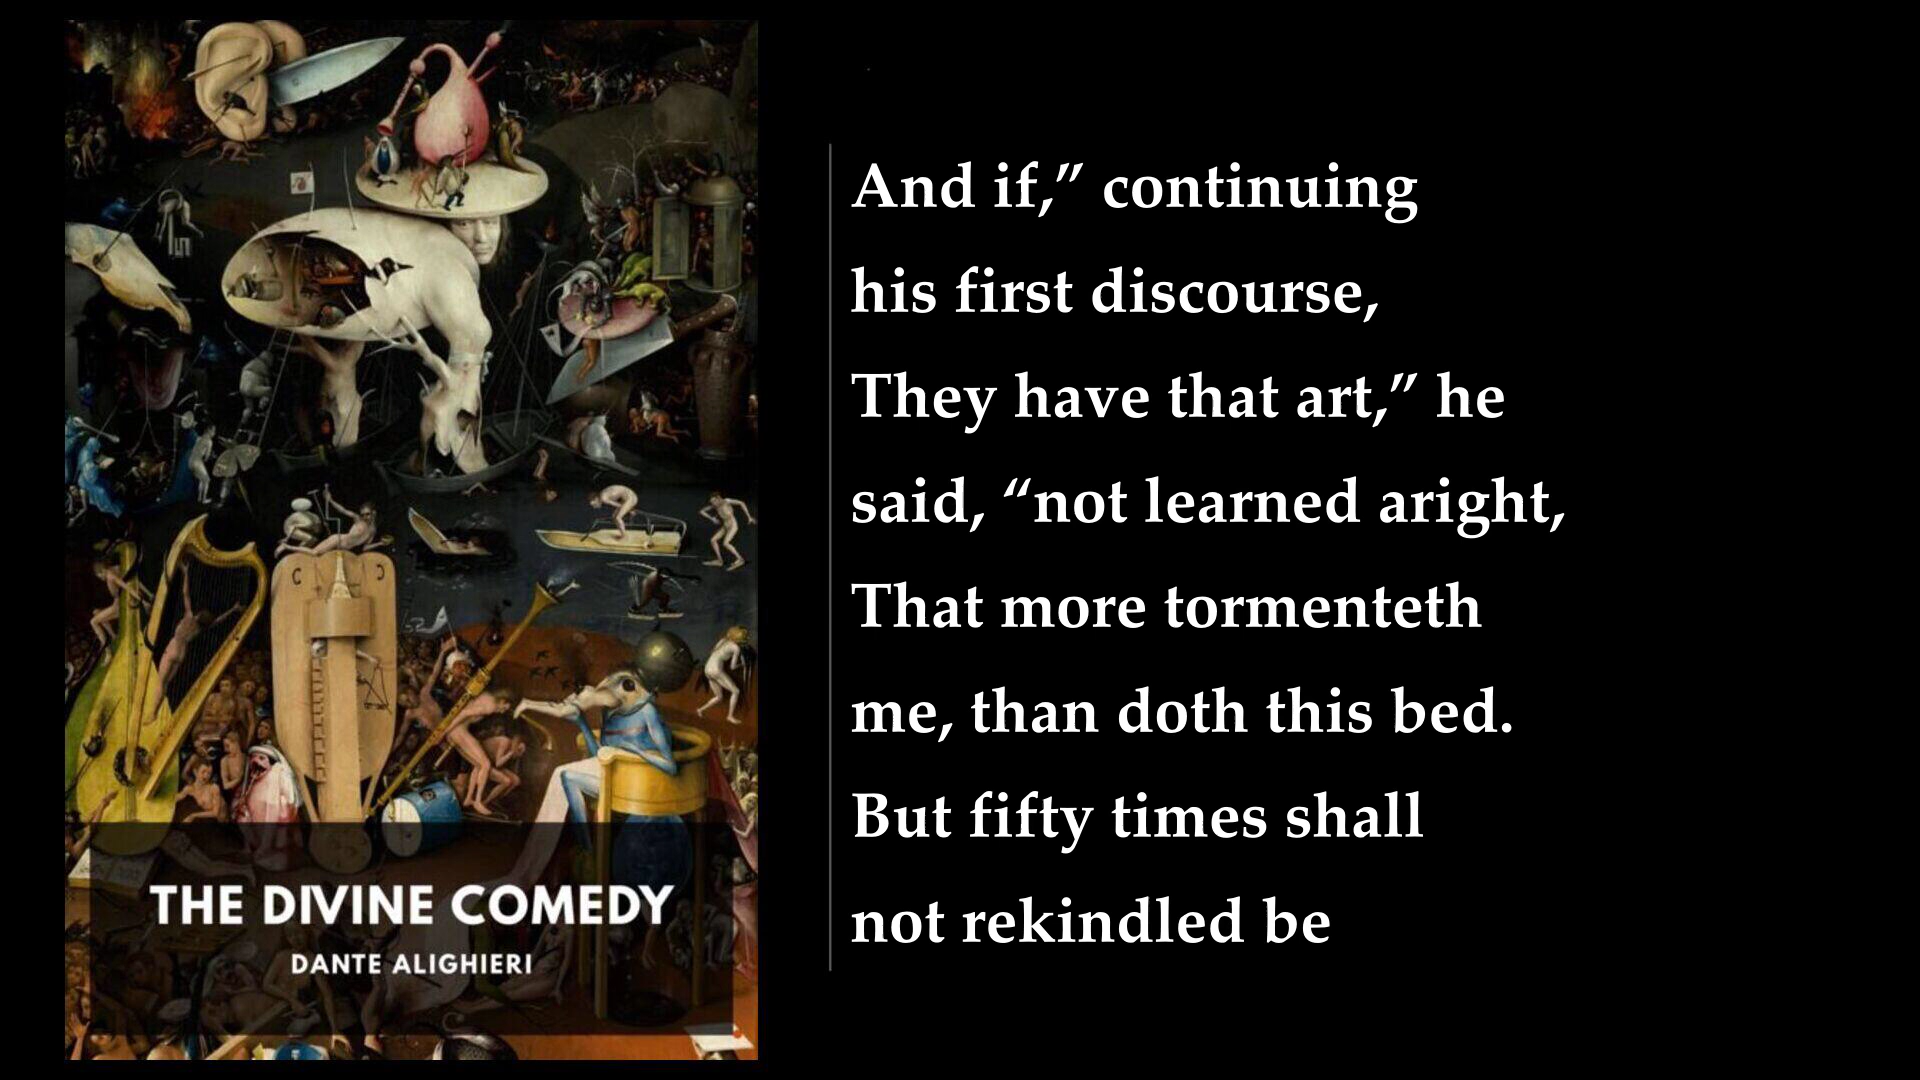 THE DIVINE COMEDY
DANTE ALIGHIERI
And if,” continuing
his first discourse,
They have that art,” he
said, “not learned aright,
That more tormenteth
me, than doth this bed.
But fifty times shall
not rekindled be